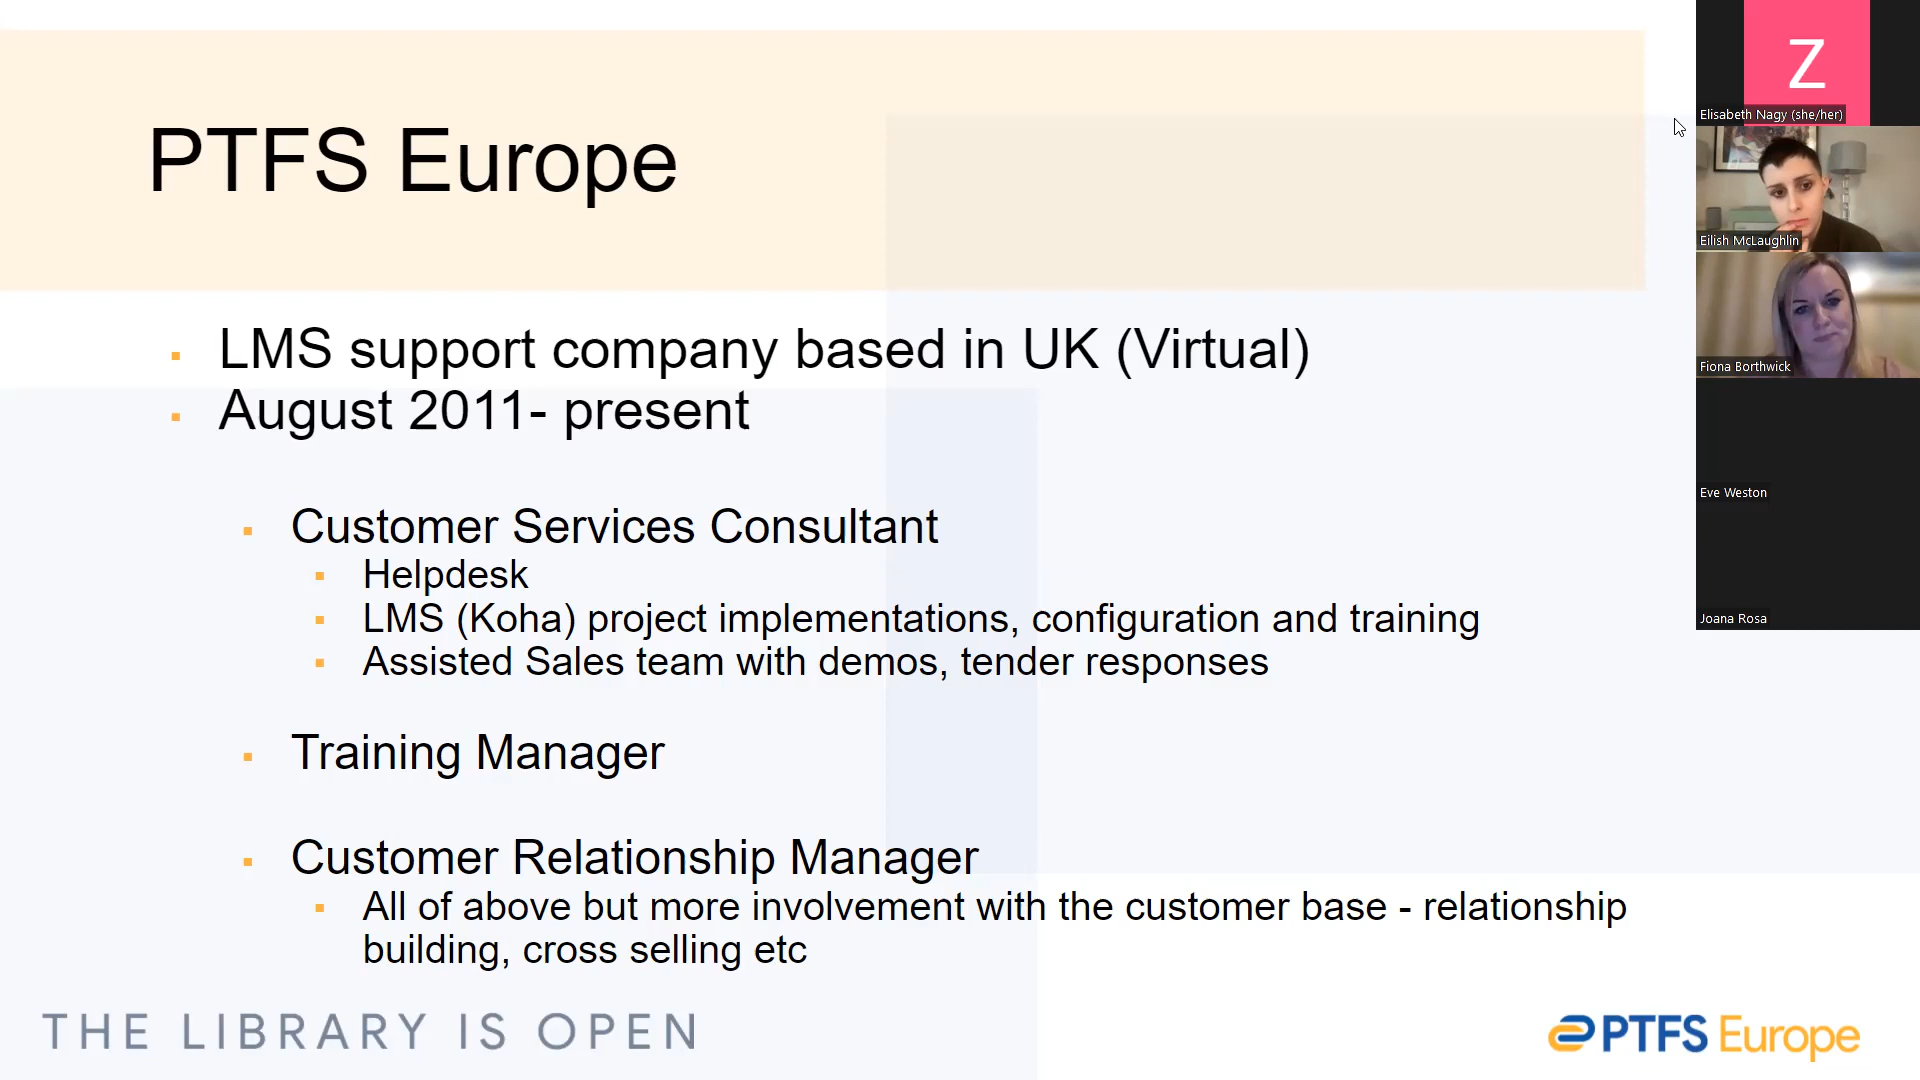 PTFS Europe
LMS support company based in UK (Virtual)
August 2011- present
Customer Services Consultant
Helpdesk
LMS (Koha) project implementations, configuration and training
Assisted Sales team with demos, tender responses
Training Manager
Customer Relationship Manager
All of above but more involvement with the customer base - relationship
building, cross selling etc
THE LIBRARY IS OPEN
PTFS Europe
Z
Elisabeth Nagy (she/her)
Eilish McLaughlin
Fiona Borthwick
Eve Weston
Joana Rosa